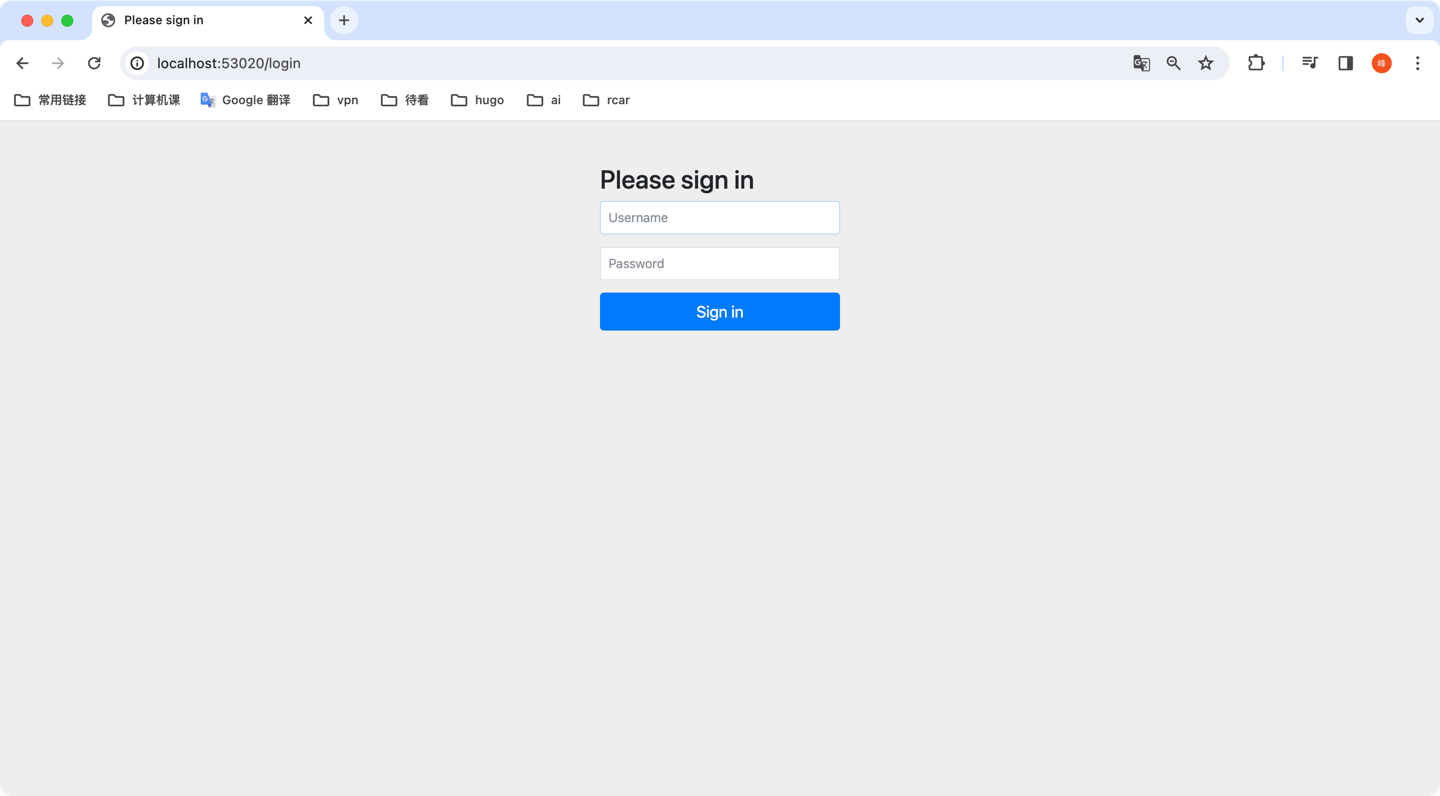 Please sign in
localhost:53020/login
常用链接 计算机课 Google 翻译 vpn 待看 hugo ai rcar
Please sign in
Username
Password
Sign in